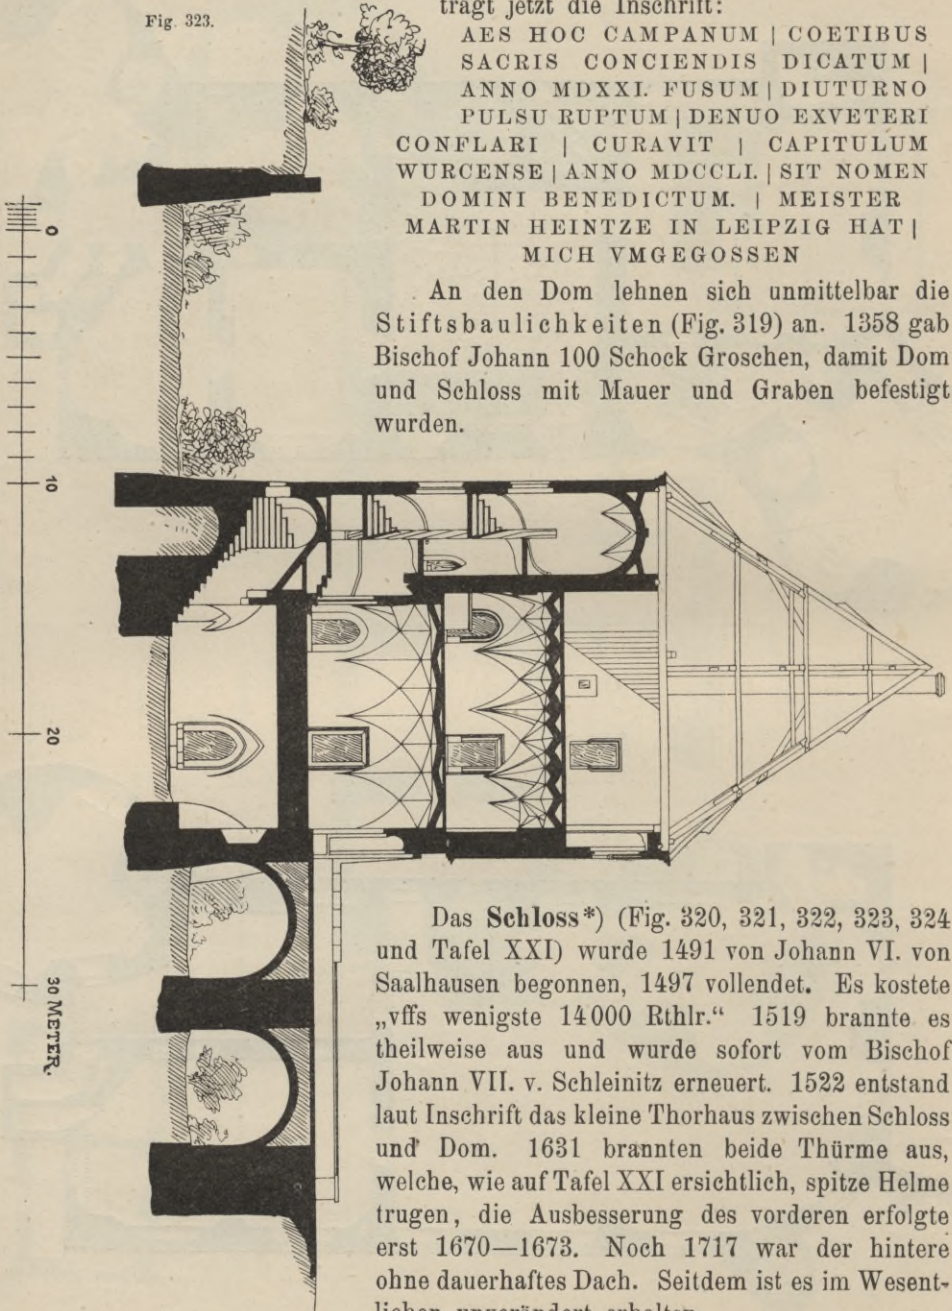 Fig. 323.
trägt jetzt die Inschrift:
AES HOC CAMPANUM | COETIBUS
SACRIS CONCIENDIS DICATUM |
ANNO MDXXI. FUSUM | DIUTURNO
PULSU RUPTUM | DENUO EXVETERI
CONFLARI | CURAVIT | CAPITULUM
WURCENSE | ANNO MDCCLI. | SIT NOMEN
DOMINI BENEDICTUM. | MEISTER
MARTIN HEINTZE IN LEIPZIG HAT |
MICH VMGEGOSSEN
An den Dom lehnen sich unmittelbar die
Stiftsbaulichkeiten (Fig. 319) an. 1358 gab
Bischof Johann 100 Schock Groschen, damit Dom
und Schloss mit Mauer und Graben befestigt
wurden.
0
10
20
30 METER.
Das Schloss*) (Fig. 320, 321, 322, 323, 324
und Tafel XXI) wurde 1491 von Johann VI. von
Saalhausen begonnen, 1497 vollendet. Es kostete
„vffs wenigste 14000 Rthlr.“ 1519 brannte es
theilweise aus und wurde sofort vom Bischof
Johann VII. v. Schleinitz erneuert. 1522 entstand
laut Inschrift das kleine Thorhaus zwischen Schloss
und Dom. 1631 brannten beide Thürme aus,
welche, wie auf Tafel XXI ersichtlich, spitze Helme
trugen, die Ausbesserung des vorderen erfolgte
erst 1670—1673. Noch 1717 war der hintere
ohne dauerhaftes Dach. Seitdem ist es im Wesent-
lichen unverändert erhalten